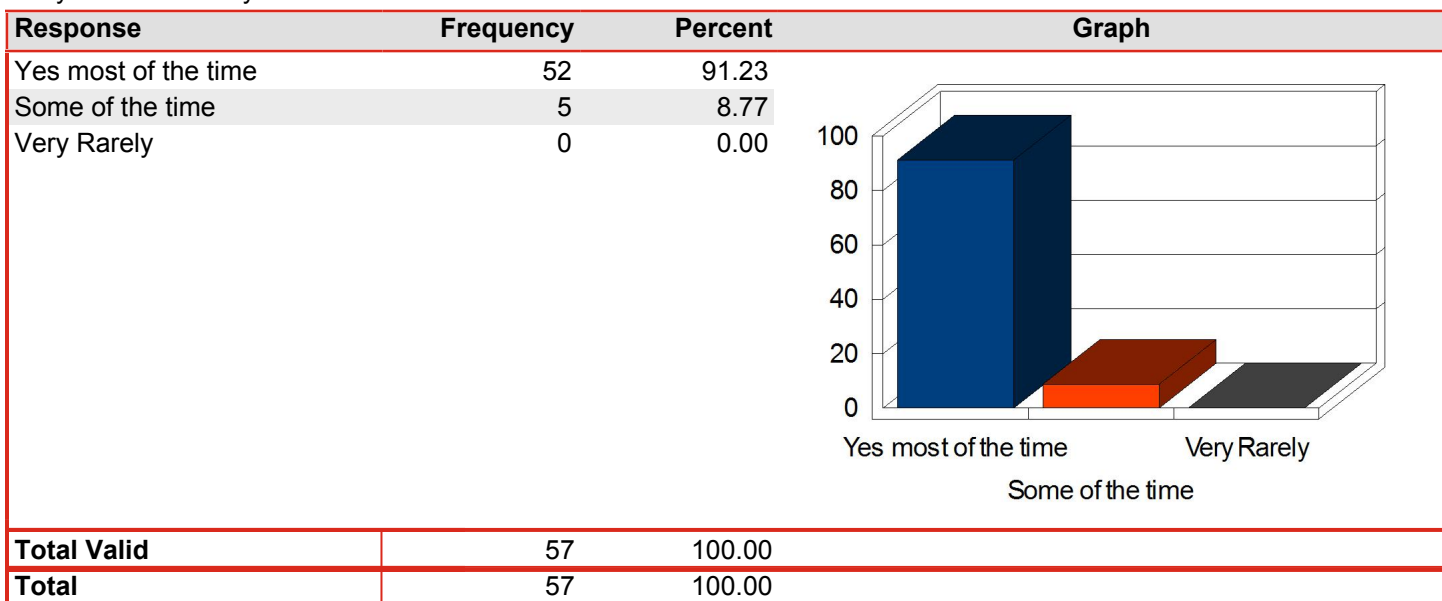 Response Frequency Percent Graph
Yes most of the time 52 91.23
Some of the time 5 8.77
Very Rarely 0 0.00
100
80
60
40
20
0
Yes most of the time Very Rarely
Some of the time
Total Valid 57 100.00
Total 57 100.00